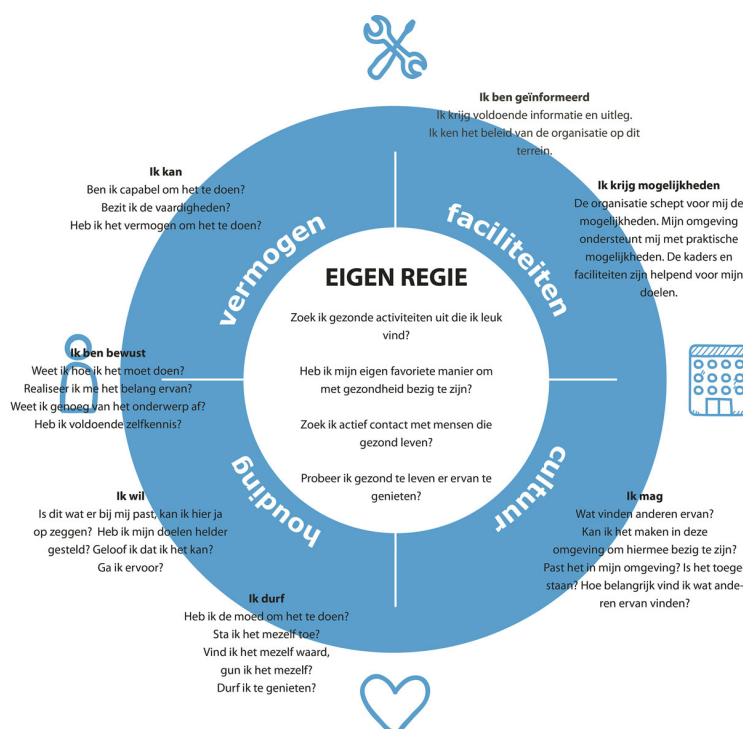 Ik ben geïnformeerd
Ik krijg voldoende informatie en uitleg.
Ik ken het beleid van de organisatie op dit
terrein.
Ik kan
Ben ik capabel om het te doen?
Bezit ik de vaardigheden?
Heb ik het vermogen om het te doen?
Ik krijg mogelijkheden
De organisatie schept voor mij de
mogelijkheden. Mijn omgeving
ondersteunt mij met praktische
mogelijkheden. De kaders en
faciliteiten zijn helpend voor mijn
doelen.
vermogen
faciliteiten
EIGEN REGIE
Zoek ik gezonde activiteiten uit die ik leuk
vind?
Heb ik mijn eigen favoriete manier om
met gezondheid bezig te zijn?
Zoek ik actief contact met mensen die
gezond leven?
Probeer ik gezond te leven er ervan te
genieten?
Ik ben bewust
Weet ik hoe ik het moet doen?
Realiseer ik me het belang ervan?
Weet ik genoeg van het onderwerp af?
Heb ik voldoende zelfkennis?
houding
cultuur
Ik wil
Is dit wat er bij mij past, kan ik hier ja
op zeggen? Heb ik mijn doelen helder
gesteld? Geloof ik dat ik het kan?
Ga ik ervoor?
Ik mag
Wat vinden anderen ervan?
Kan ik het maken in deze
omgeving om hiermee bezig te zijn?
Past het in mijn omgeving? Is het toege-
staan? Hoe belangrijk vind ik wat ande-
ren ervan vinden?
Ik durf
Heb ik de moed om het te doen?
Sta ik het mezelf toe?
Vind ik het mezelf waard,
gun ik het mezelf?
Durf ik te genieten?